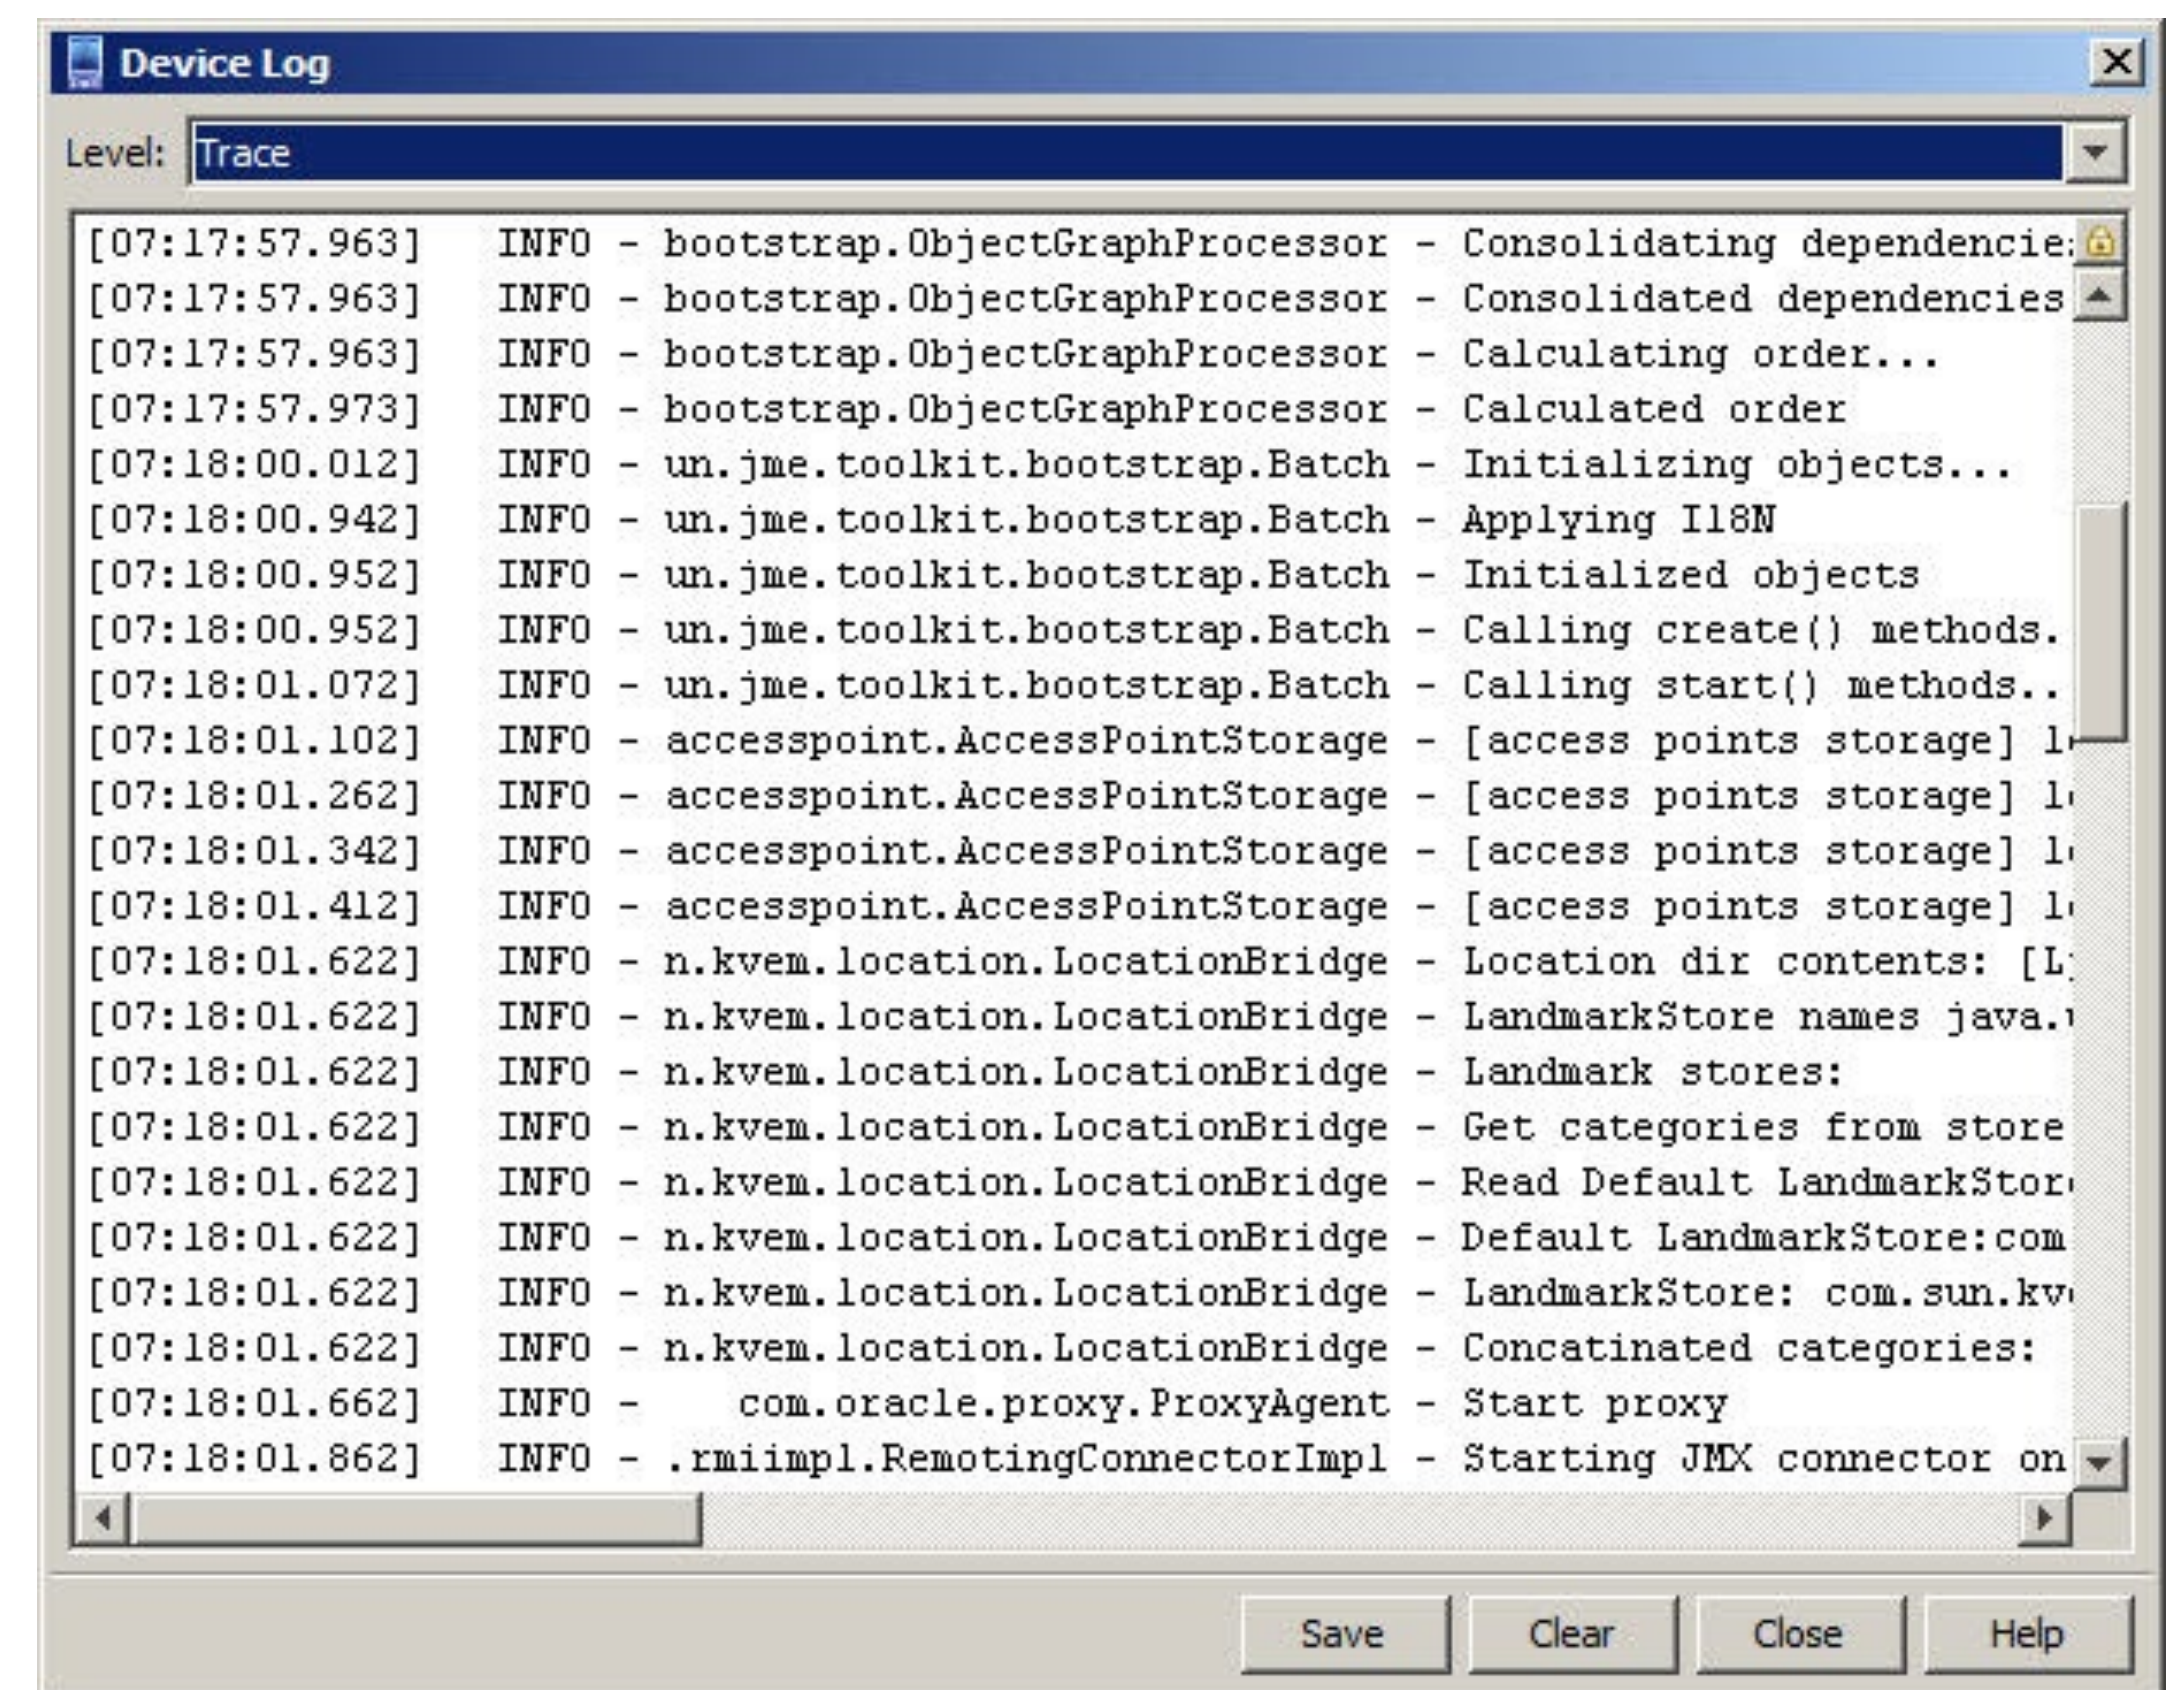 Device Log
Level: Trace
[07:17:57.963] INFO - bootstrap.ObjectGraphProcessor - Consolidating
[07:17:57.963] INFO - bootstrap.ObjectGraphProcessor - Consolidated dependencies
[07:17:57.963] INFO - bootstrap.ObjectGraphProcessor - Calculating order...
[07:17:57.973] INFO - bootstrap.ObjectGraphProcessor - Calculated order
[07:18:00.012] INFO - un.jme.toolkit.bootstrap.Batch - Initializing objects...
[07:18:00.942] INFO - un.jme.toolkit.bootstrap.Batch - Applying I18N
[07:18:00.952] INFO - un.jme.toolkit.bootstrap.Batch - Initialized objects
[07:18:00.952] INFO - un.jme.toolkit.bootstrap.Batch - Calling create() methods.
[07:18:01.072] INFO - un.jme.toolkit.bootstrap.Batch - Calling start() methods..
[07:18:01.102] INFO - accesspoint.AccessPointStorage - [access points storage]
[07:18:01.262] INFO - accesspoint.AccessPointStorage - [access points storage]
[07:18:01.342] INFO - accesspoint.AccessPointStorage - [access points storage]
[07:18:01.412] INFO - accesspoint.AccessPointStorage - [access points storage]
[07:18:01.622] INFO - n.kvem.location.LocationBridge - Location dir contents:
[07:18:01.622] INFO - n.kvem.location.LocationBridge - LandmarkStore names java.
[07:18:01.622] INFO - n.kvem.location.LocationBridge - Landmark stores:
[07:18:01.622] INFO - n.kvem.location.LocationBridge - Get categories from store
[07:18:01.622] INFO - n.kvem.location.LocationBridge - Read Default
[07:18:01.622] INFO - n.kvem.location.LocationBridge - Default LandmarkStore:com
[07:18:01.622] INFO - n.kvem.location.LocationBridge - LandmarkStore: com.sun.kv
[07:18:01.622] INFO - n.kvem.location.LocationBridge - Concatinated categories:
[07:18:01.662] INFO - com.oracle.proxy.ProxyAgent - Start proxy
[07:18:01.862] INFO - .rmiimpl.RemotingConnectorImpl - Starting JMX connector on
Save Clear Close Help